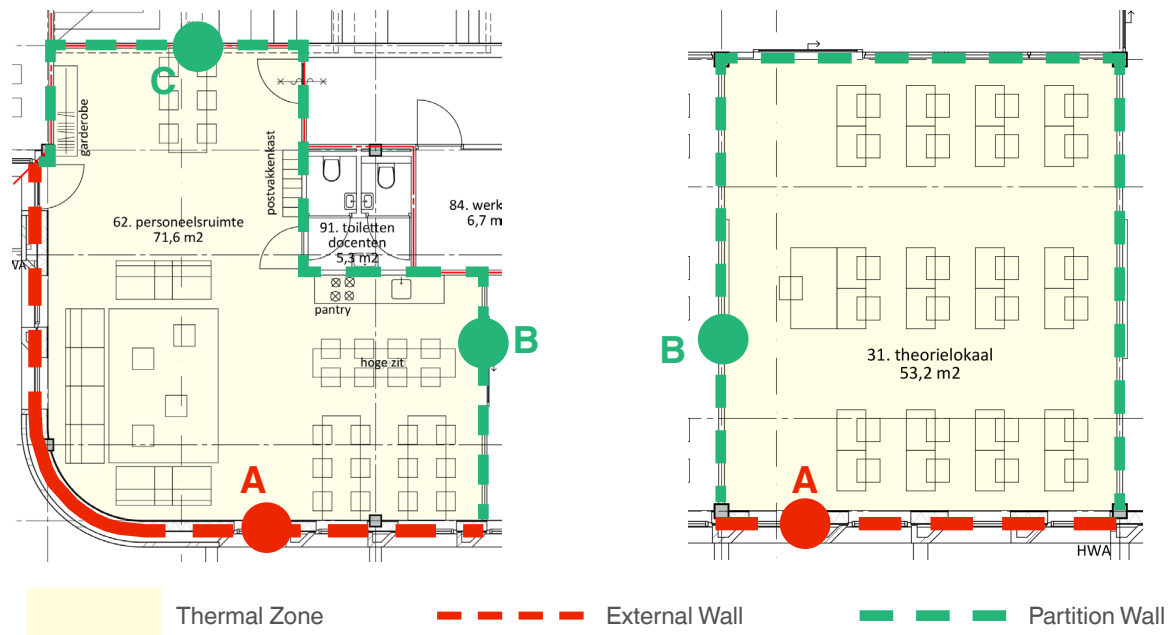 C
garderobe
postvakkenkast
62. personeelsruimte
71,6 m2
91. toiletten
docenten
5,3 m2
84. werk
6,7 m
VA
pantry
hoge zit
B
A
B
31. theorielokaal
53,2 m2
A
HWA
Thermal Zone
External Wall
Partition Wall